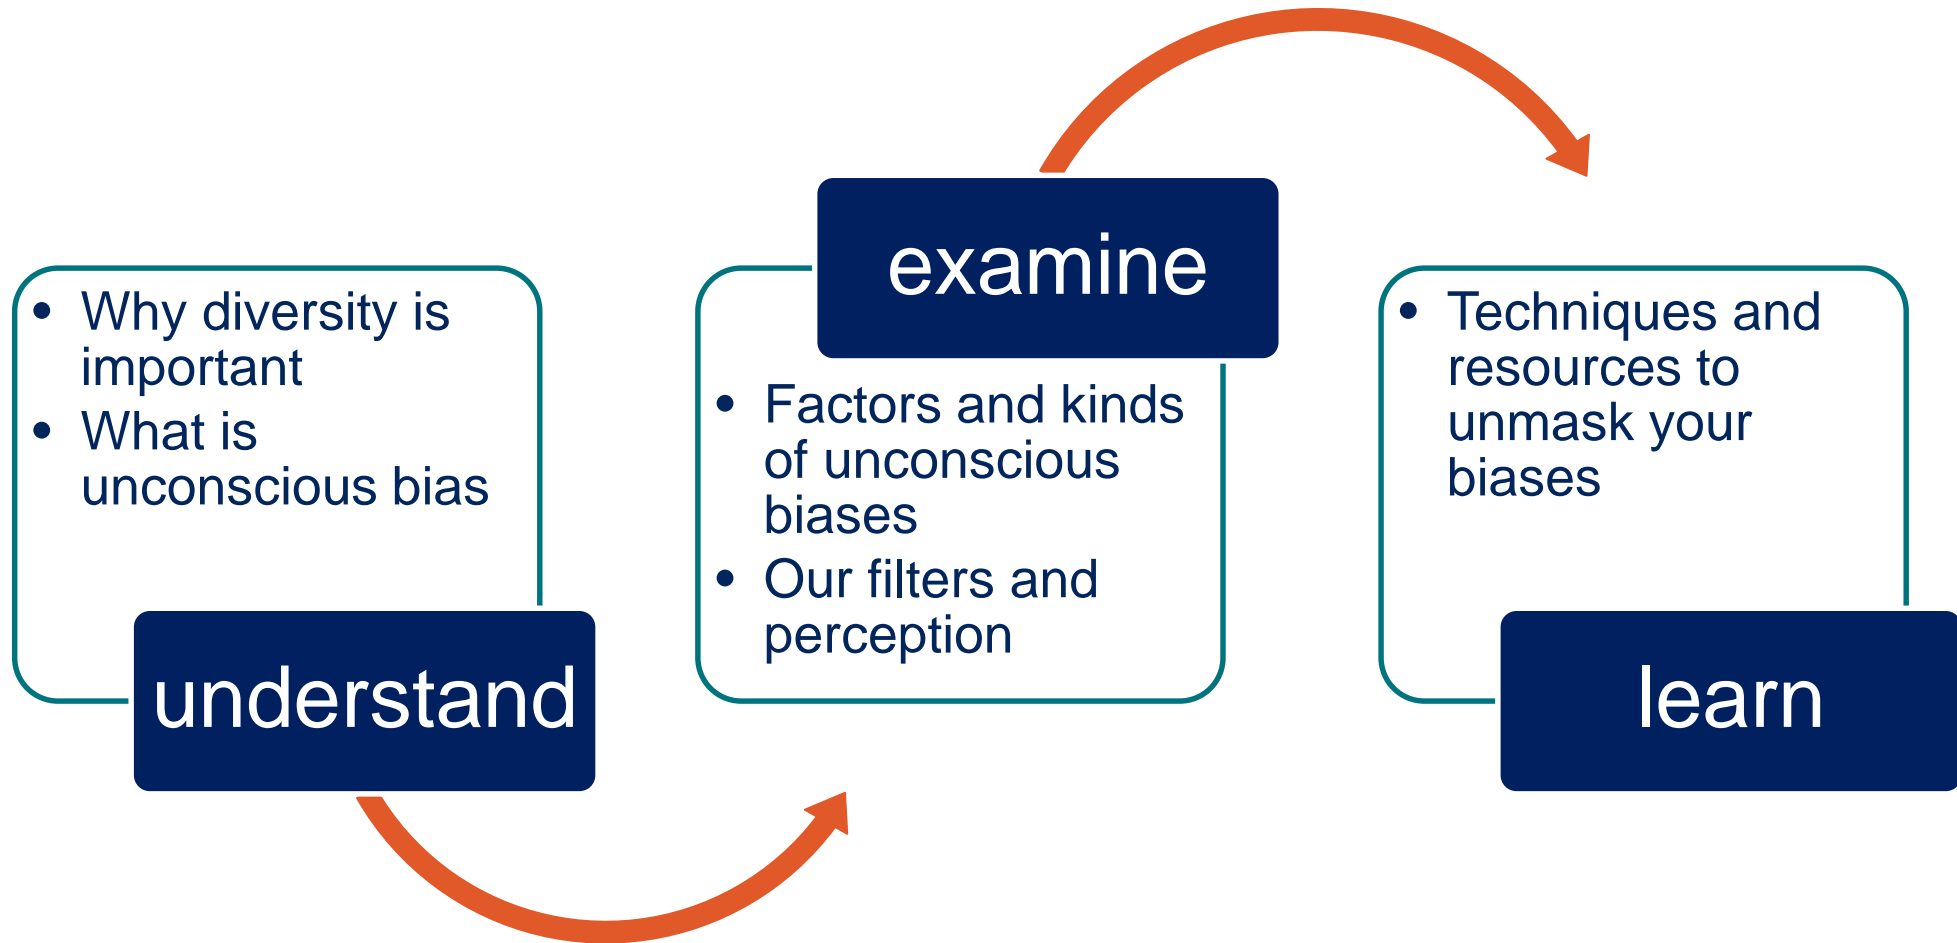 • Why diversity is
important
• What is
unconscious bias
understand
examine
• Factors and kinds
of unconscious
biases
• Our filters and
perception
• Techniques and
resources to
unmask your
biases
learn